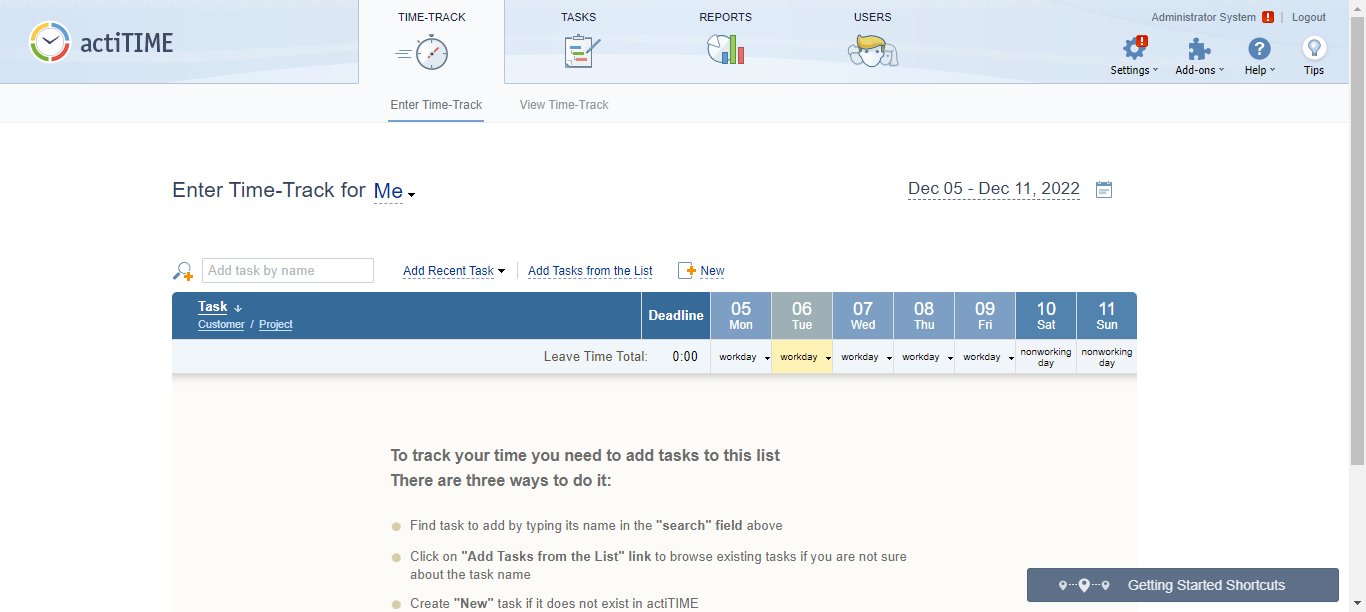 actiTIME
TIME-TRACK
TASKS
REPORTS
USERS
Administrator System ! | Logout
! Settings
Add-ons
? Help
Tips
Enter Time-Track
View Time-Track
Enter Time-Track for Me
Dec 05 - Dec 11, 2022
Add task by name
Add Recent Task
Add Tasks from the List
New
Task ↓
Customer / Project
Deadline
05 Mon
06 Tue
07 Wed
08 Thu
09 Fri
10 Sat
11 Sun
Leave Time Total: 0:00
workday
workday
workday
workday
workday
nonworking
day
nonworking
day
To track your time you need to add tasks to this list
There are three ways to do it:
Find task to add by typing its name in the "search" field above
Click on "Add Tasks from the List" link to browse existing tasks if you are not sure
about the task name
Create "New" task if it does not exist in actiTIME
Getting Started Shortcuts